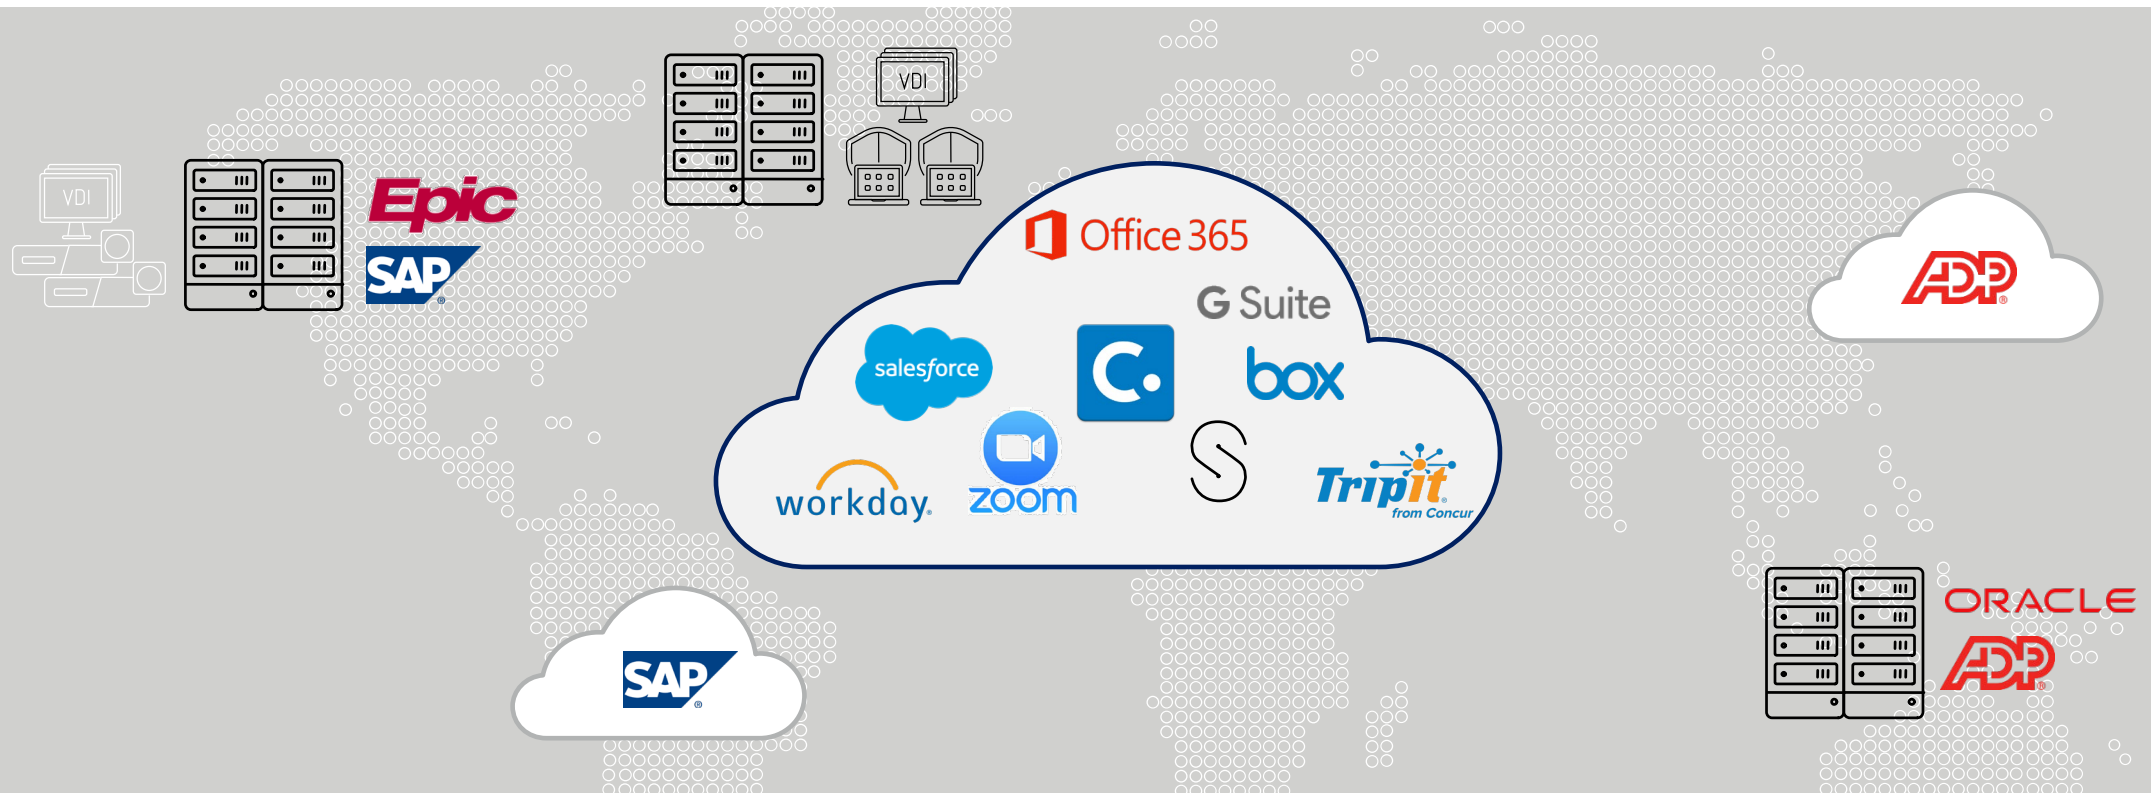 VDI
VDI
Epic
SAP®
Office 365
G Suite
salesforce
C.
box
workday®
zoom
S
TripIt®
from Concur
ADP®
SAP®
ORACLE
ADP®